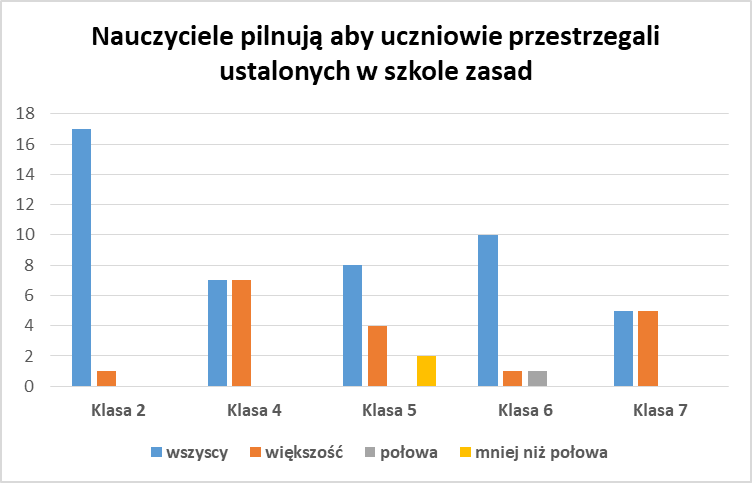 Nauczyciele pilnują aby uczniowie przestrzegali
ustalonych w szkole zasad
18
16
14
12
10
8
6
4
2
0
Klasa 2 Klasa 4 Klasa 5 Klasa 6 Klasa 7
wszyscy większość połowa mniej niż połowa